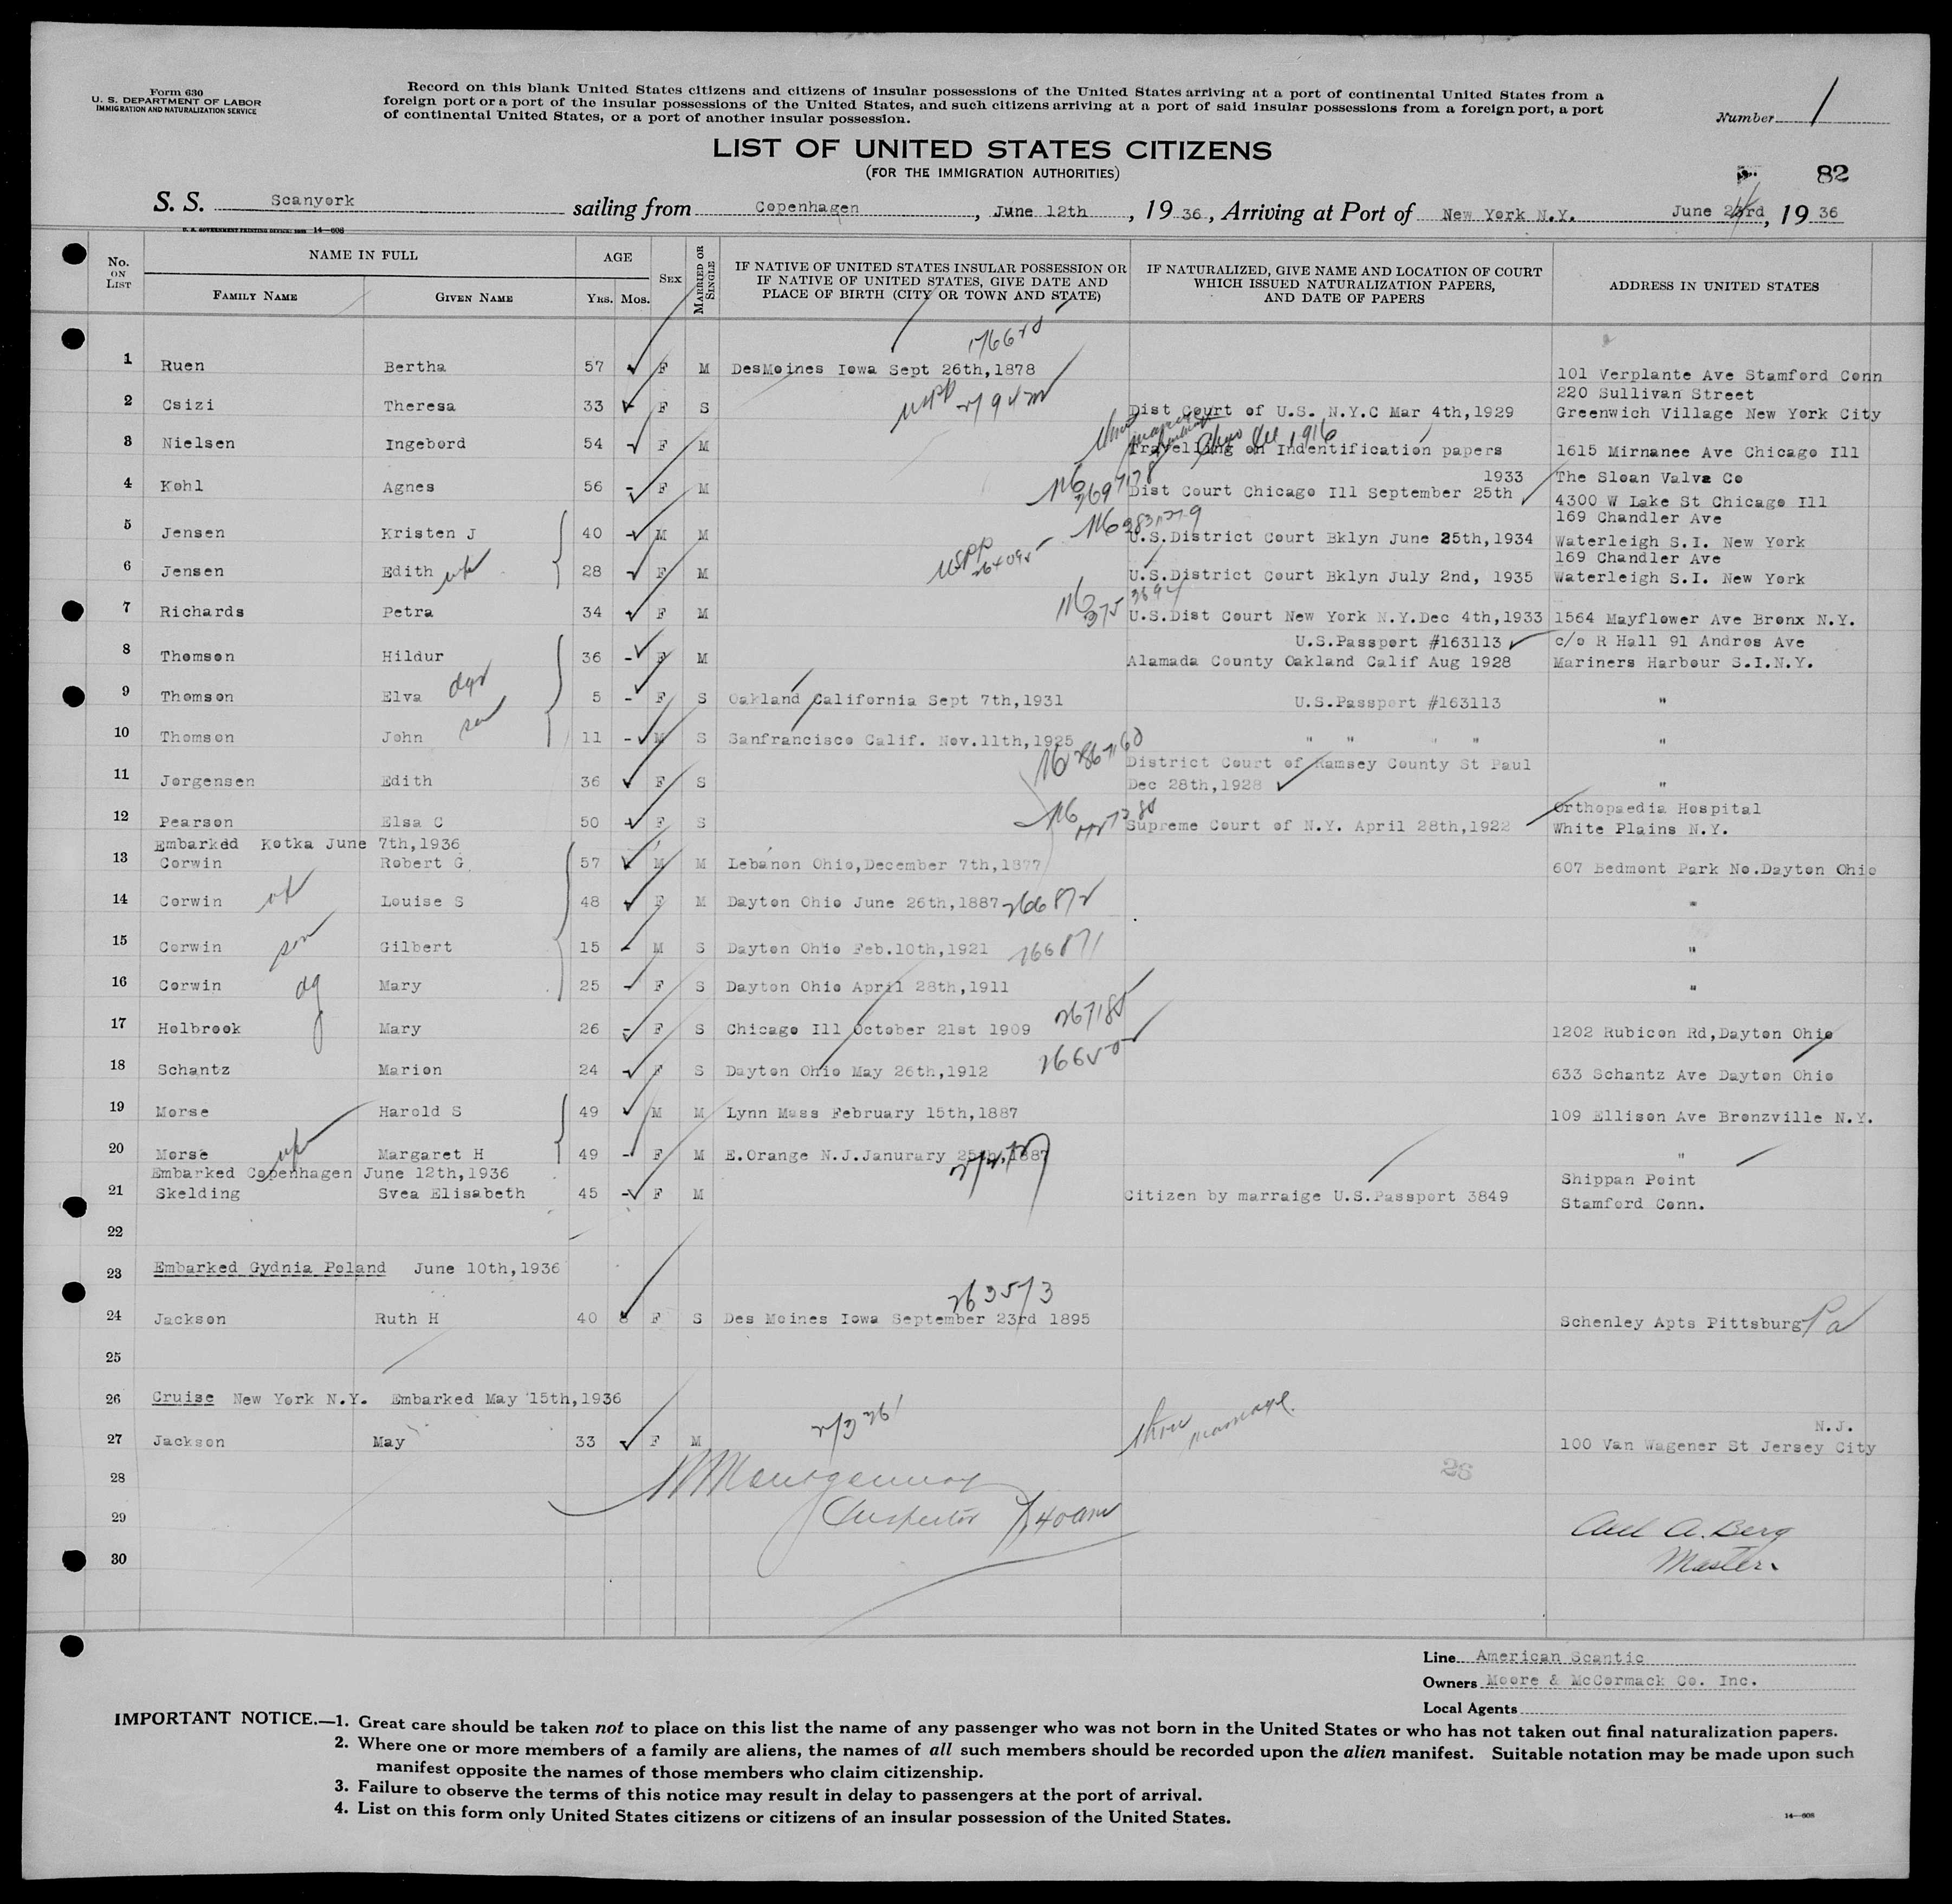 Form 630
U. S. DEPARTMENT OF LABOR
IMMIGRATION AND NATURALIZATION SERVICE
Record on this blank United States citizens and citizens of insular possessions of the United States arriving at a port of continental United States from a
foreign port or a port of the insular possessions of the United States, and such citizens arriving at a port of said insular possessions from a foreign port, a port
of continental United States, or a port of another insular possession.
Number 1
LIST OF UNITED STATES CITIZENS
(FOR THE IMMIGRATION AUTHORITIES)
82
S. S. Scanyork sailing from Copenhagen, June 12th, 19 36, Arriving at Port of New York N.Y. June 23rd, 19 36
No. ON LIST
NAME IN FULL
FAMILY NAME GIVEN NAME
AGE
YRS. MOS.
SEX
MARRIED OR SINGLE
IF NATIVE OF UNITED STATES INSULAR POSSESSION OR
IF NATIVE OF UNITED STATES, GIVE DATE AND
PLACE OF BIRTH (CITY OR TOWN AND STATE)
IF NATURALIZED, GIVE NAME AND LOCATION OF COURT
WHICH ISSUED NATURALIZATION PAPERS,
AND DATE OF PAPERS
ADDRESS IN UNITED STATES
1 Ruen Bertha 57 F M DesMoines Iowa Sept 26th,1878 101 Verplante Ave Stamford Conn
220 Sullivan Street
2 Csizi Theresa 33 F S Dist Court of U.S. N.Y.C Mar 4th,1929 Greenwich Village New York City
3 Nielsen Ingebord 54 F M Travelling on Indentification papers 1615 Mirnanee Ave Chicago Ill
1933 The Sloan Valve Co
4 Kohl Agnes 56 - F M Dist Court Chicago Ill September 25th 4300 W Lake St Chicago Ill
169 Chandler Ave
5 Jensen Kristen J 40 - M M U.S.District Court Bklyn June 25th,1934 Waterleigh S.I. New York
169 Chandler Ave
6 Jensen Edith 28 F M U.S.District Court Bklyn July 2nd, 1935 Waterleigh S.I. New York
7 Richards Petra 34 F M U.S.Dist Court New York N.Y.Dec 4th,1933 1564 Mayflower Ave Bronx N.Y.
U.S.Passport #163113 c/o R Hall 91 Andros Ave
8 Thomson Hildur 36 - F M Alamada County Oakland Calif Aug 1928 Mariners Harbour S.I.N.Y.
9 Thomson Elva 5 - F S Oakland California Sept 7th,1931 U.S.Passport #163113 "
10 Thomson John son 11 - M S Sanfrancisco Calif. Nov.11th,1925 " " " " "
District Court of Ramsey County St Paul
11 Jorgensen Edith 36 F S Dec 28th,1928 "
Orthopaedia Hospital
12 Pearson Elsa C 50 - F S Supreme Court of N.Y. April 28th,1922 White Plains N.Y.
Embarked Kotka June 7th,1936
13 Corwin Robert G 57 M M Lebanon Ohio,December 7th,1877 607 Bedmont Park No.Dayton Ohio
14 Corwin Louise S 48 F M Dayton Ohio June 26th,1887 266872 "
15 Corwin son Gilbert 15 - M S Dayton Ohio Feb.10th,1921 266871 "
16 Corwin dg Mary 25 - F S Dayton Ohio April 28th,1911 "
17 Holbrook Mary 26 - F S Chicago Ill October 21st 1909 1202 Rubicon Rd,Dayton Ohio
18 Schantz Marion 24 - F S Dayton Ohio May 26th,1912 633 Schantz Ave Dayton Ohio
19 Morse Harold S 49 M M Lynn Mass February 15th,1887 109 Ellison Ave Bronzville N.Y.
20 Morse Margaret H 49 - F M E.Orange N.J.Janurary 25th,1887 "
Embarked Copenhagen June 12th,1936
Shippan Point
21 Skelding Svea Elisabeth 45 - F M Citizen by marraige U.S.Passport 3849 Stamford Conn.
22
23 Embarked Gydnia Poland June 10th,1936
263573
24 Jackson Ruth H 40 8 F S Des Moines Iowa September 23rd 1895 Schenley Apts Pittsburg Pa
25
26 Cruise New York N.Y. Embarked May 15th,1936
N.J.
27 Jackson May 33 F M 100 Van Wagener St Jersey City
28 26
29 Inspector 7.40am
30
Axel A. Berg
Master
Line American Scantic
Owners Moore & McCormack Co. Inc.
Local Agents
IMPORTANT NOTICE.—1. Great care should be taken not to place on this list the name of any passenger who was not born in the United States or who has not taken out final naturalization papers.
2. Where one or more members of a family are aliens, the names of all such members should be recorded upon the alien manifest. Suitable notation may be made upon such
manifest opposite the names of those members who claim citizenship.
3. Failure to observe the terms of this notice may result in delay to passengers at the port of arrival.
4. List on this form only United States citizens or citizens of an insular possession of the United States.
14—608